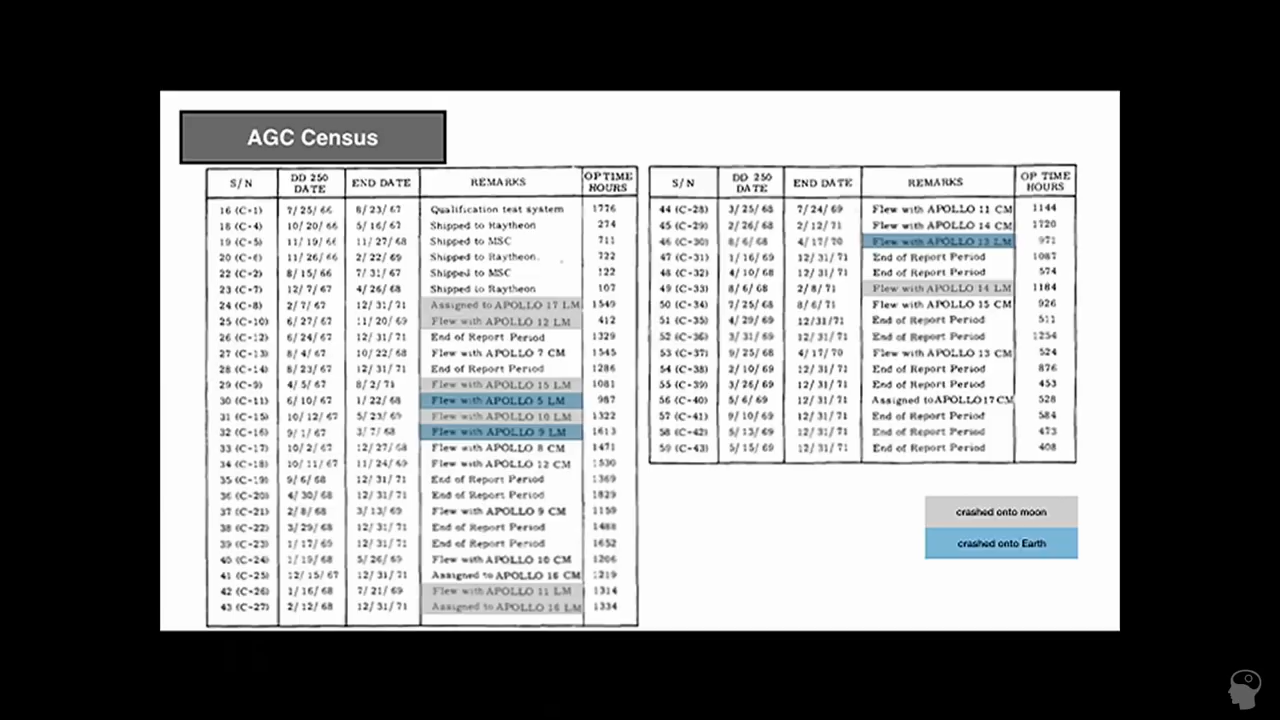 AGC Census
S/N DD 250 DATE END DATE REMARKS OP TIME HOURS
16 (C-1) 7/25/66 8/23/67 Qualification test system 1776
18 (C-4) 10/20/66 5/16/67 Shipped to Raytheon 274
19 (C-5) 11/19/66 11/27/68 Shipped to MSC 711
20 (C-6) 11/26/66 2/22/69 Shipped to Raytheon. 722
22 (C-2) 8/15/66 7/31/67 Shipped to MSC 122
23 (C-7) 12/7/67 4/26/68 Shipped to Raytheon 107
24 (C-8) 2/7/67 12/31/71 Assigned to APOLLO 17 LM 1549
25 (C-10) 6/27/67 11/20/69 Flew with APOLLO 12 LM 412
26 (C-12) 6/24/67 12/31/71 End of Report Period 1329
27 (C-13) 8/4/67 10/22/68 Flew with APOLLO 7 CM 1545
28 (C-14) 8/23/67 12/31/71 End of Report Period 1286
29 (C-9) 4/5/67 8/2/71 Flew with APOLLO 15 LM 1081
30 (C-11) 6/10/67 1/22/68 Flew with APOLLO 5 LM 987
31 (C-15) 10/12/67 5/23/69 Flew with APOLLO 10 LM 1322
32 (C-16) 9/1/67 3/7/68 Flew with APOLLO 9 LM 1613
33 (C-17) 10/2/67 12/27/68 Flew with APOLLO 8 CM 1471
34 (C-18) 10/11/67 11/24/69 Flew with APOLLO 12 CM 1530
35 (C-19) 9/6/68 12/31/71 End of Report Period 1369
36 (C-20) 4/30/68 12/31/71 End of Report Period 1829
37 (C-21) 2/8/68 3/13/69 Flew with APOLLO 9 CM 1159
38 (C-22) 3/29/68 12/31/71 End of Report Period 1488
39 (C-23) 1/17/69 12/31/71 End of Report Period 1652
40 (C-24) 1/19/68 5/26/69 Flew with APOLLO 10 CM 1206
41 (C-25) 12/15/67 12/31/71 Assigned to APOLLO 16 CM 1219
42 (C-26) 1/16/68 7/21/69 Flew with APOLLO 11 LM 1314
43 (C-27) 2/12/68 12/31/71 Assigned to APOLLO 16 LM 1334
S/N DD 250 DATE END DATE REMARKS OP TIME HOURS
44 (C-28) 3/25/68 7/24/69 Flew with APOLLO 11 CM 1144
45 (C-29) 2/26/68 2/12/71 Flew with APOLLO 14 CM 1720
46 (C-30) 8/6/68 4/17/70 Flew with APOLLO 13 LM 971
47 (C-31) 1/16/69 12/31/71 End of Report Period 1087
48 (C-32) 4/10/68 12/31/71 End of Report Period 574
49 (C-33) 8/6/68 2/8/71 Flew with APOLLO 14 LM 1184
50 (C-34) 7/25/68 8/6/71 Flew with APOLLO 15 CM 926
51 (C-35) 4/29/69 12/31/71 End of Report Period 511
52 (C-36) 3/31/69 12/31/71 End of Report Period 1254
53 (C-37) 9/25/68 4/17/70 Flew with APOLLO 13 CM 524
54 (C-38) 2/10/69 12/31/71 End of Report Period 876
55 (C-39) 3/26/69 12/31/71 End of Report Period 453
56 (C-40) 5/6/69 12/31/71 Assigned to APOLLO 17 CM 528
57 (C-41) 9/10/69 12/31/71 End of Report Period 584
58 (C-42) 5/13/69 12/31/71 End of Report Period 473
59 (C-43) 5/15/69 12/31/71 End of Report Period 408
crashed onto moon
crashed onto Earth